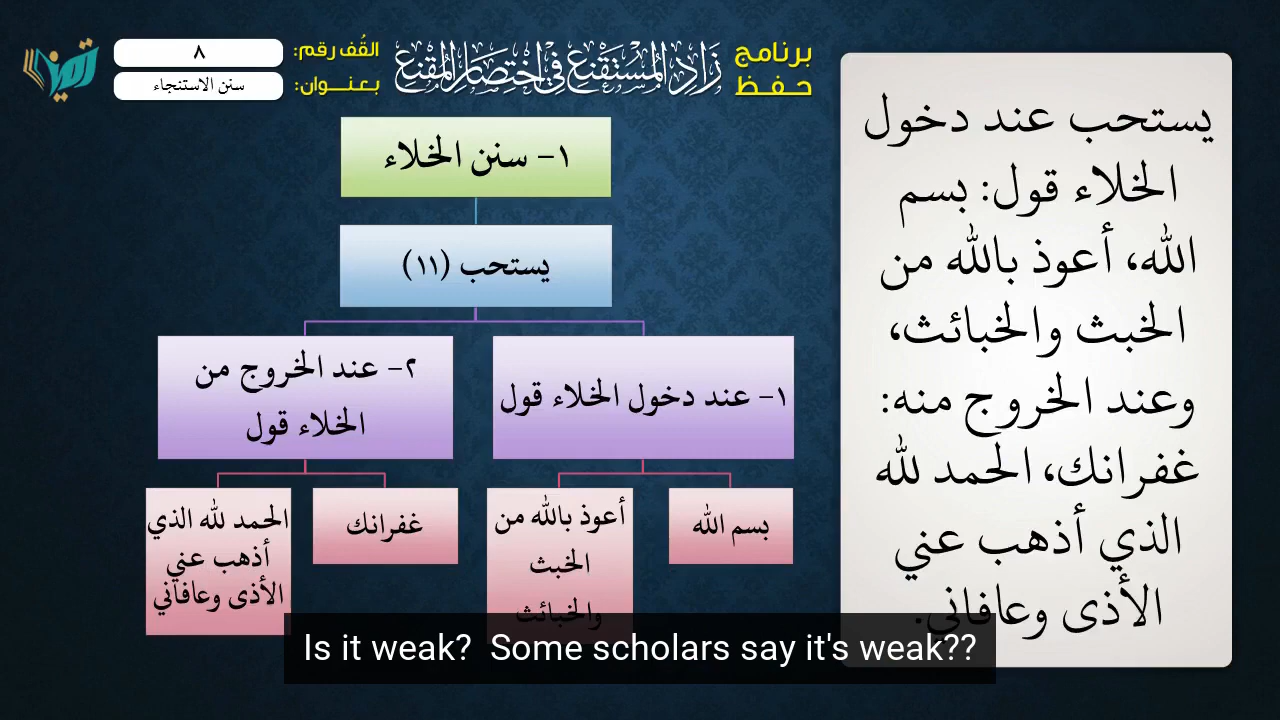 برنامج
حفظ
زاد المستقنع في اختصار المقنع
القُف رقم:
٨
بعنوان:
سنن الاستنجاء
١- سنن الخلاء
يستحب (١١)
١- عند دخول الخلاء قول
٢- عند الخروج من
الخلاء قول
بسم الله
أعوذ بالله من
الخبث
والخبائث
غفرانك
الحمد لله الذي
أذهب عني
الأذى وعافاني
يستحب عند دخول
الخلاء قول: بسم
الله، أعوذ بالله من
الخبث والخبائث،
وعند الخروج منه:
غفرانك، الحمد لله
الذي أذهب عني
الأذى وعافاني.
Is it weak?  Some scholars say it's weak??